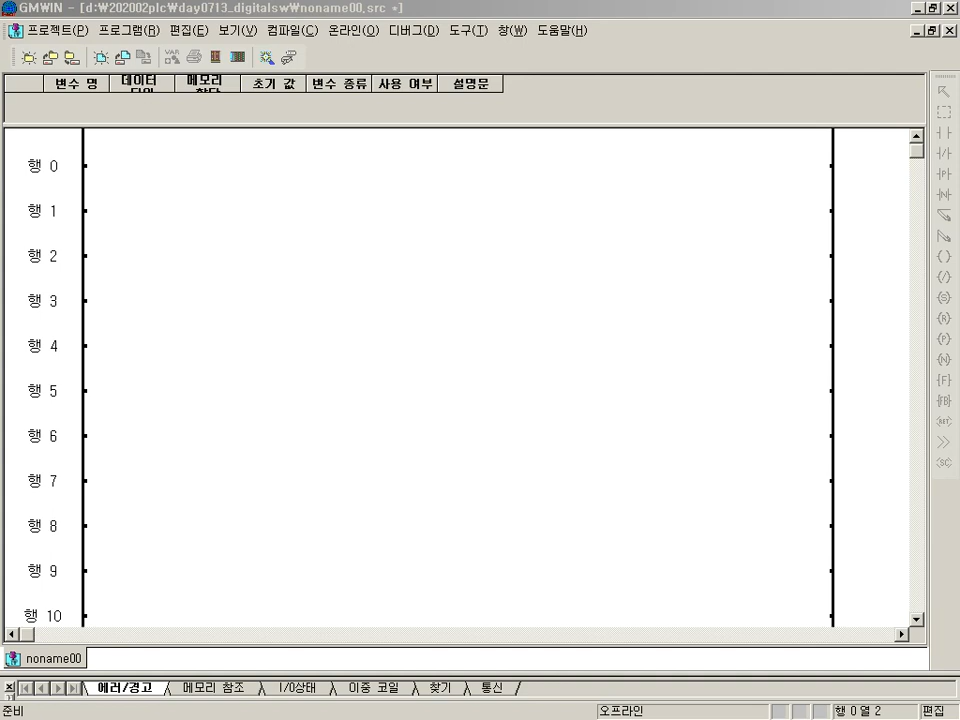 GMWIN - [d:₩202002plc₩day0713_digitalsw₩noname00,src *]
프로젝트(P) 프로그램(R) 편집(E) 보기(V) 컴파일(C) 온라인(O) 디버그(D) 도구(T) 창(W) 도움말(H)
변수 명 데이터 타입 메모리 할당 초기 값 변수 종류 사용 여부 설명문
행 0
행 1
행 2
행 3
행 4
행 5
행 6
행 7
행 8
행 9
행 10
noname00
에러/경고 메모리 참조 I/O상태 이중 코일 찾기 통신
준비 오프라인 행 0 열 2 편집